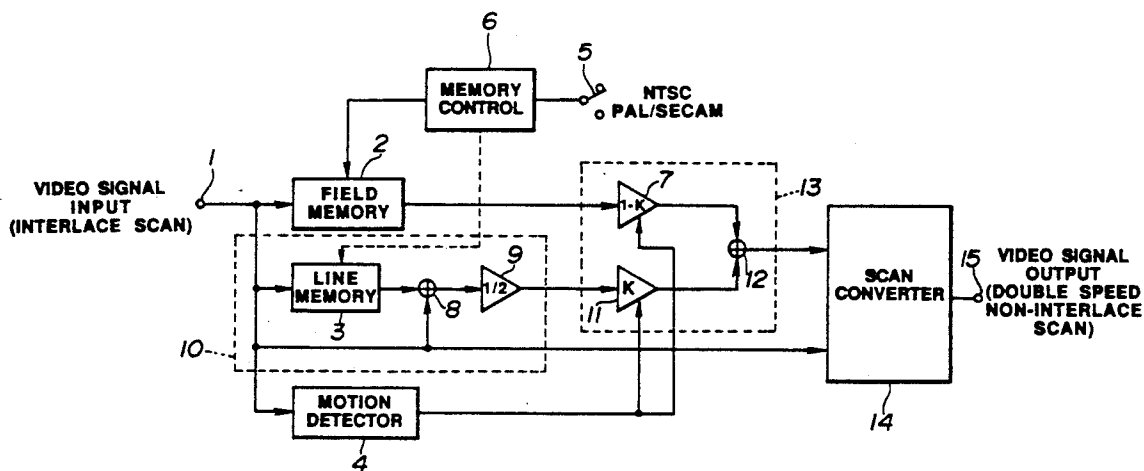 6
MEMORY
CONTROL
5
NTSC
PAL/SECAM
1
VIDEO SIGNAL
INPUT
(INTERLACE SCAN)
2
FIELD
MEMORY
7
1-K
13
12
LINE
MEMORY
3
8
9
1/2
10
K
11
SCAN
CONVERTER
14
15
VIDEO SIGNAL
OUTPUT
(DOUBLE SPEED
NON-INTERLACE
SCAN)
MOTION
DETECTOR
4